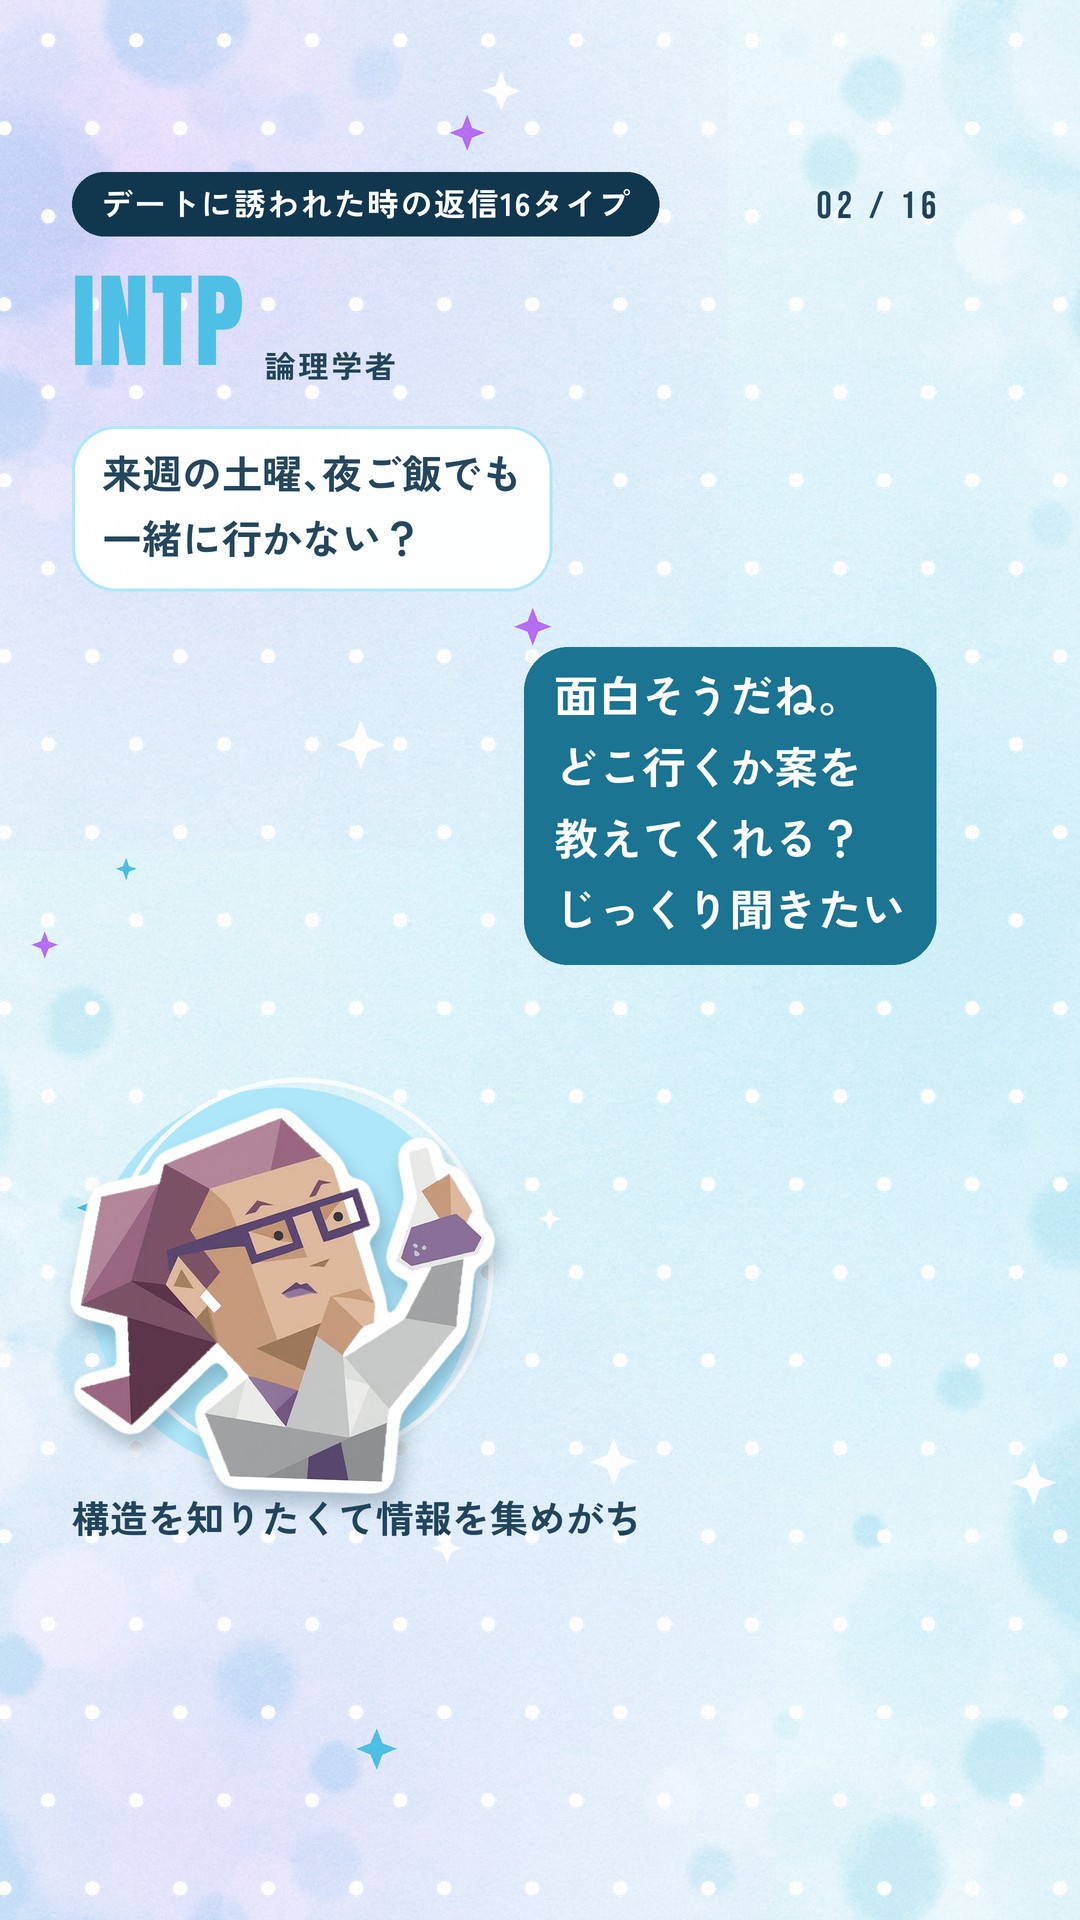 デートに誘われた時の返信16タイプ
02 / 16
INTP
論理学者
来週の土曜、夜ご飯でも
一緒に行かない？
面白そうだね。
どこ行くか案を
教えてくれる？
じっくり聞きたい
構造を知りたくて情報を集めがち